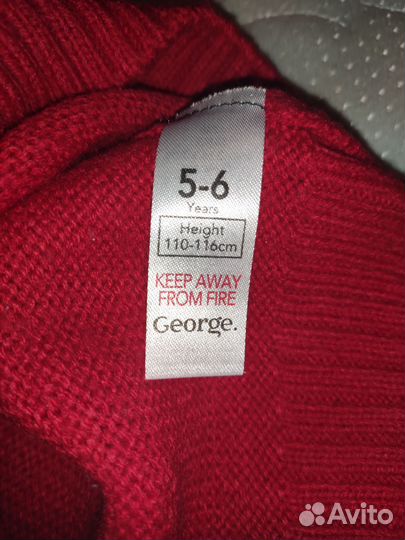 5-6
Years
Height
110-116cm
KEEP AWAY
FROM FIRE
George.
Avito